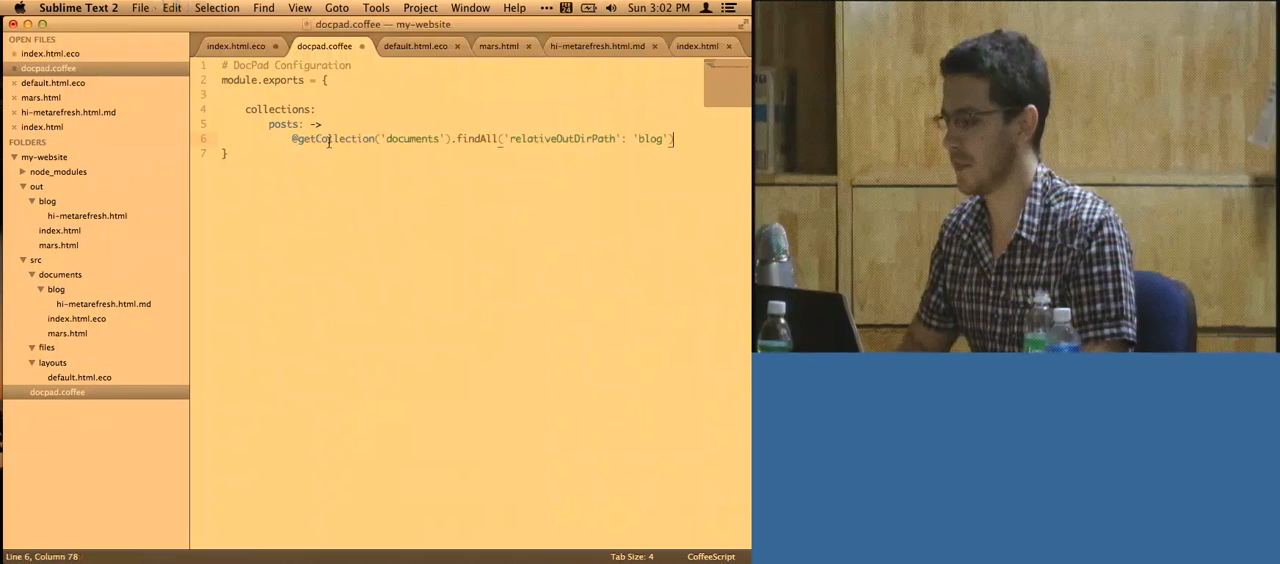 Sublime Text 2 File Edit Selection Find View Goto Tools Project Window Help ••• Sun 3:02 PM
docpad.coffee — my-website
OPEN FILES
index.html.eco
docpad.coffee
default.html.eco
mars.html
hi-metarefresh.html.md
index.html
FOLDERS
my-website
node_modules
out
blog
hi-metarefresh.html
index.html
mars.html
src
documents
blog
hi-metarefresh.html.md
index.html.eco
mars.html
files
layouts
default.html.eco
docpad.coffee
index.html.eco docpad.coffee default.html.eco mars.html hi-metarefresh.html.md index.html
1 # DocPad Configuration
2 module.exports = {
3
4 collections:
5 posts: ->
6 @getCollection('documents').findAll('relativeOutDirPath': 'blog')
7 }
Line 6, Column 78 Tab Size: 4 CoffeeScript